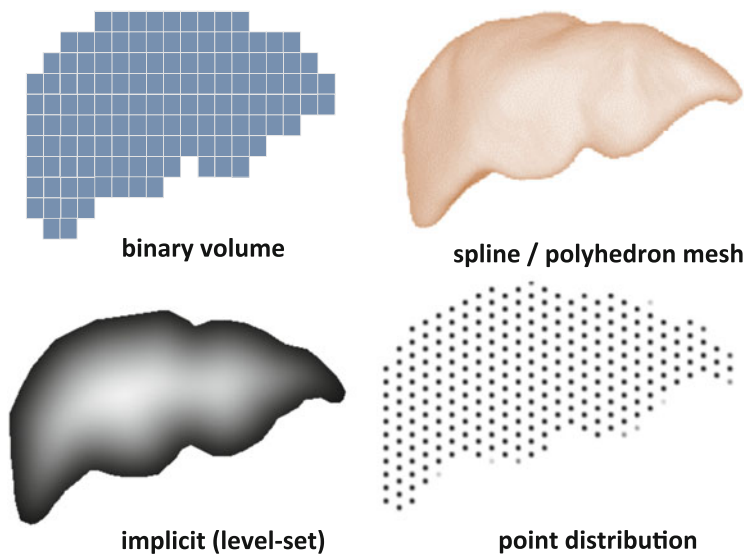 binary volume
spline / polyhedron mesh
implicit (level-set)
point distribution